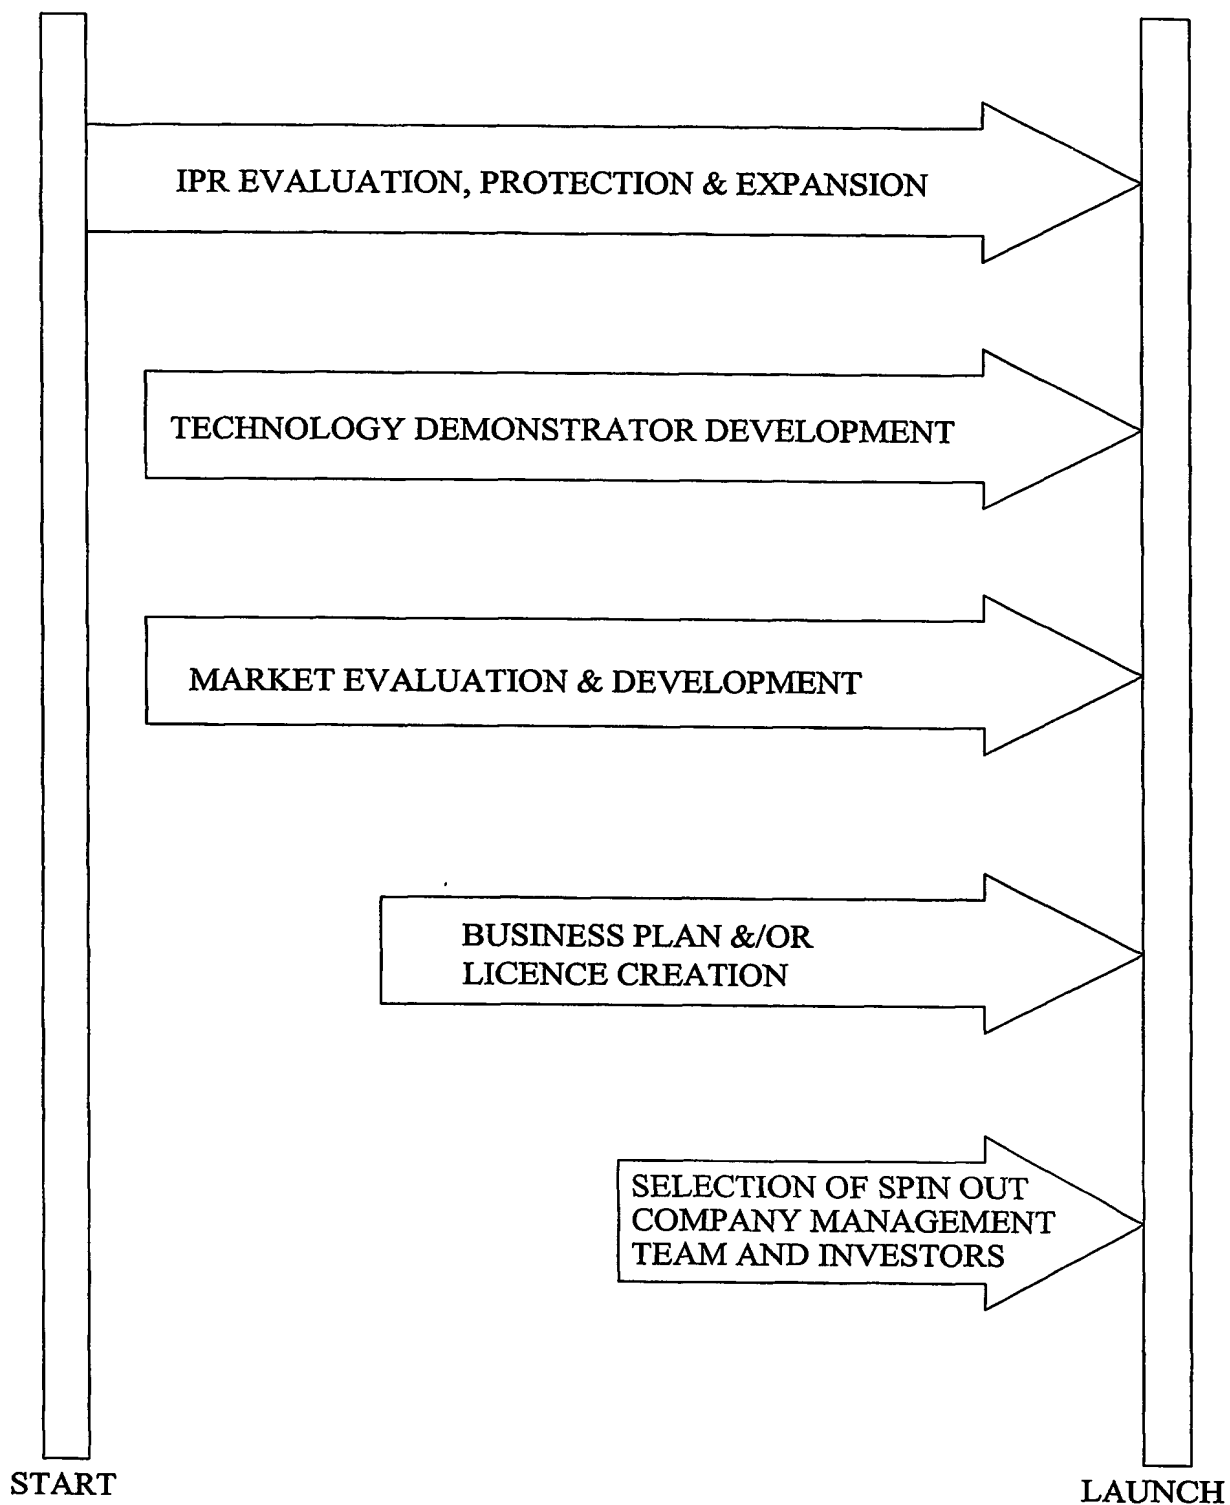 IPR EVALUATION, PROTECTION & EXPANSION
TECHNOLOGY DEMONSTRATOR DEVELOPMENT
MARKET EVALUATION & DEVELOPMENT
BUSINESS PLAN &/OR
LICENCE CREATION
SELECTION OF SPIN OUT
COMPANY MANAGEMENT
TEAM AND INVESTORS
START
LAUNCH